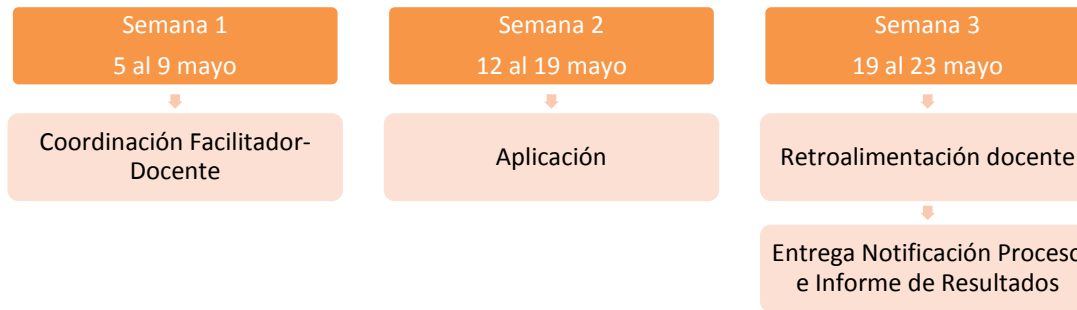 Semana 1
5 al 9 mayo
Coordinación Facilitador-
Docente
Semana 2
12 al 19 mayo
Aplicación
Semana 3
19 al 23 mayo
Retroalimentación docente
Entrega Notificación Proceso
e Informe de Resultados